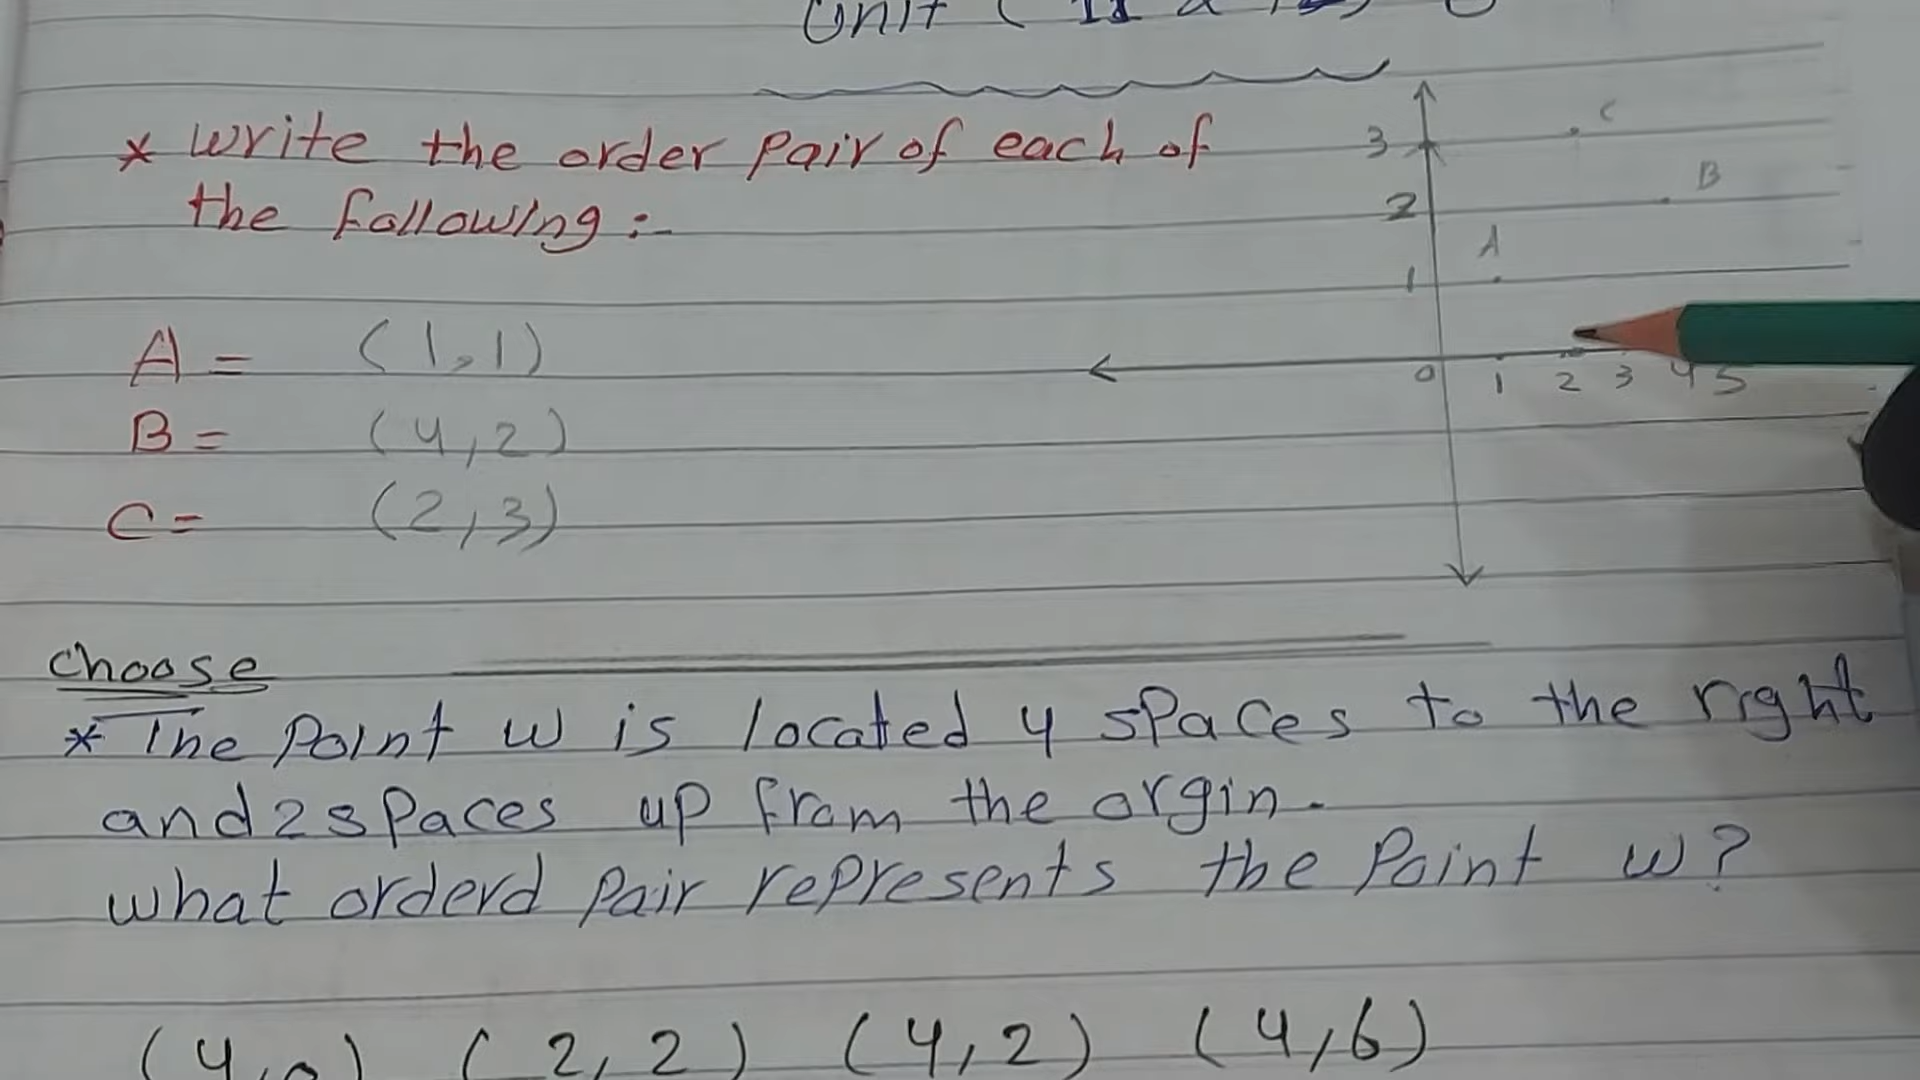 Unit
* write the order pair of each of
the following :-
A = (1,1)
B = (4,2)
C = (2,3)
3
2
1
0 1 2 3 4 5
C
B
A
choose
* The Point w is located 4 spaces to the right
and 2 spaces up from the orgin.
what orderd pair represents the Point w?
(2,2) (4,2) (4,6)